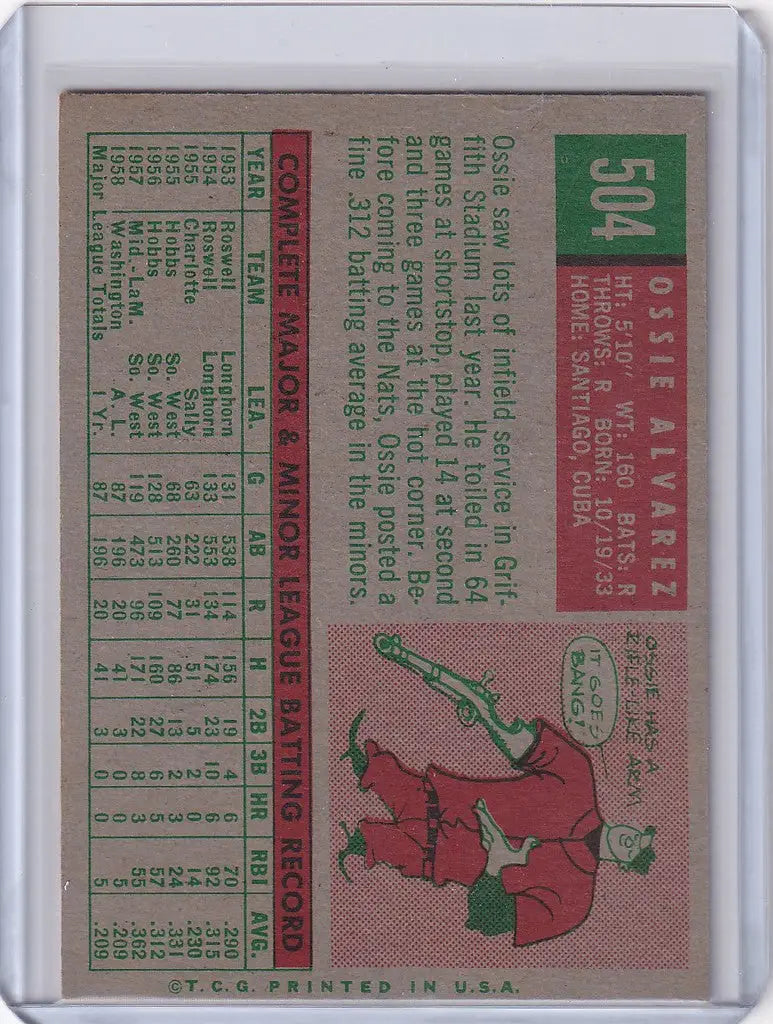 504
OSSIE ALVAREZ
HT: 5'10" WT: 160 BATS: R
THROWS: R BORN: 10/19/33
HOME: SANTIAGO, CUBA
Ossie saw lots of infield service in Grif-
fith Stadium last year. He toiled in 64
games at shortstop, played 14 at second
and three games at the hot corner. Be-
fore coming to the Nats, Ossie posted a
fine .312 batting average in the minors.
OSSIE HAS A
RIFLE-LIKE ARM
IT GOES
BANG!
COMPLETE MAJOR & MINOR LEAGUE BATTING RECORD
YEAR TEAM LEA. G AB R H 2B 3B HR RBI AVG.
1953 Roswell Longhorn 131 538 114 156 19 4 6 70 .290
1954 Roswell Longhorn 133 553 134 174 23 10 6 92 .315
1955 Charlotte Sally 63 222 31 51 5 2 0 14 .230
1955 Hobbs So. West 68 260 77 86 13 2 3 24 .331
1956 Hobbs So. West 128 513 109 160 27 6 5 57 .312
1957 Mid.-LaM. So. West 119 473 96 171 22 8 3 55 .362
1958 Washington A. L. 87 196 20 41 3 0 0 5 .209
Major League Totals 1 Yr. 87 196 20 41 3 0 0 5 .209
©T.C.G. PRINTED IN U.S.A.